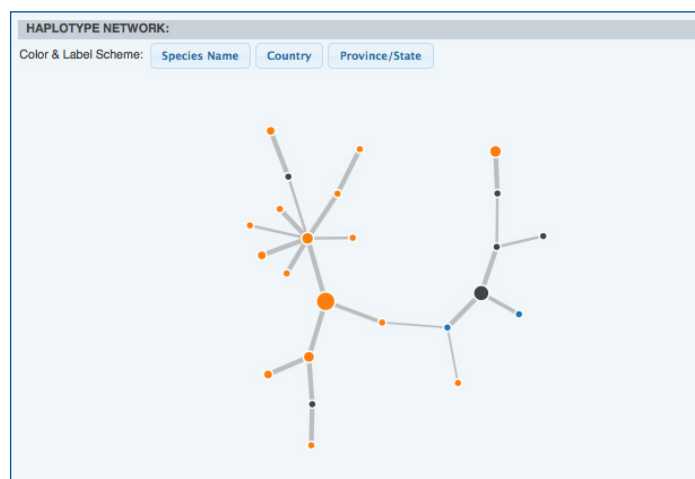 HAPLOTYPE NETWORK:
Color & Label Scheme: Species Name Country Province/State